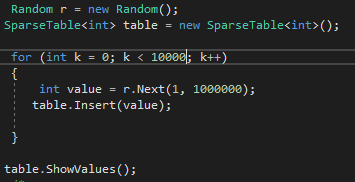 Random r = new Random();
SparseTable<int> table = new SparseTable<int>();
for (int k = 0; k < 10000; k++)
{
int value = r.Next(1, 1000000);
table.Insert(value);
}
table.ShowValues();